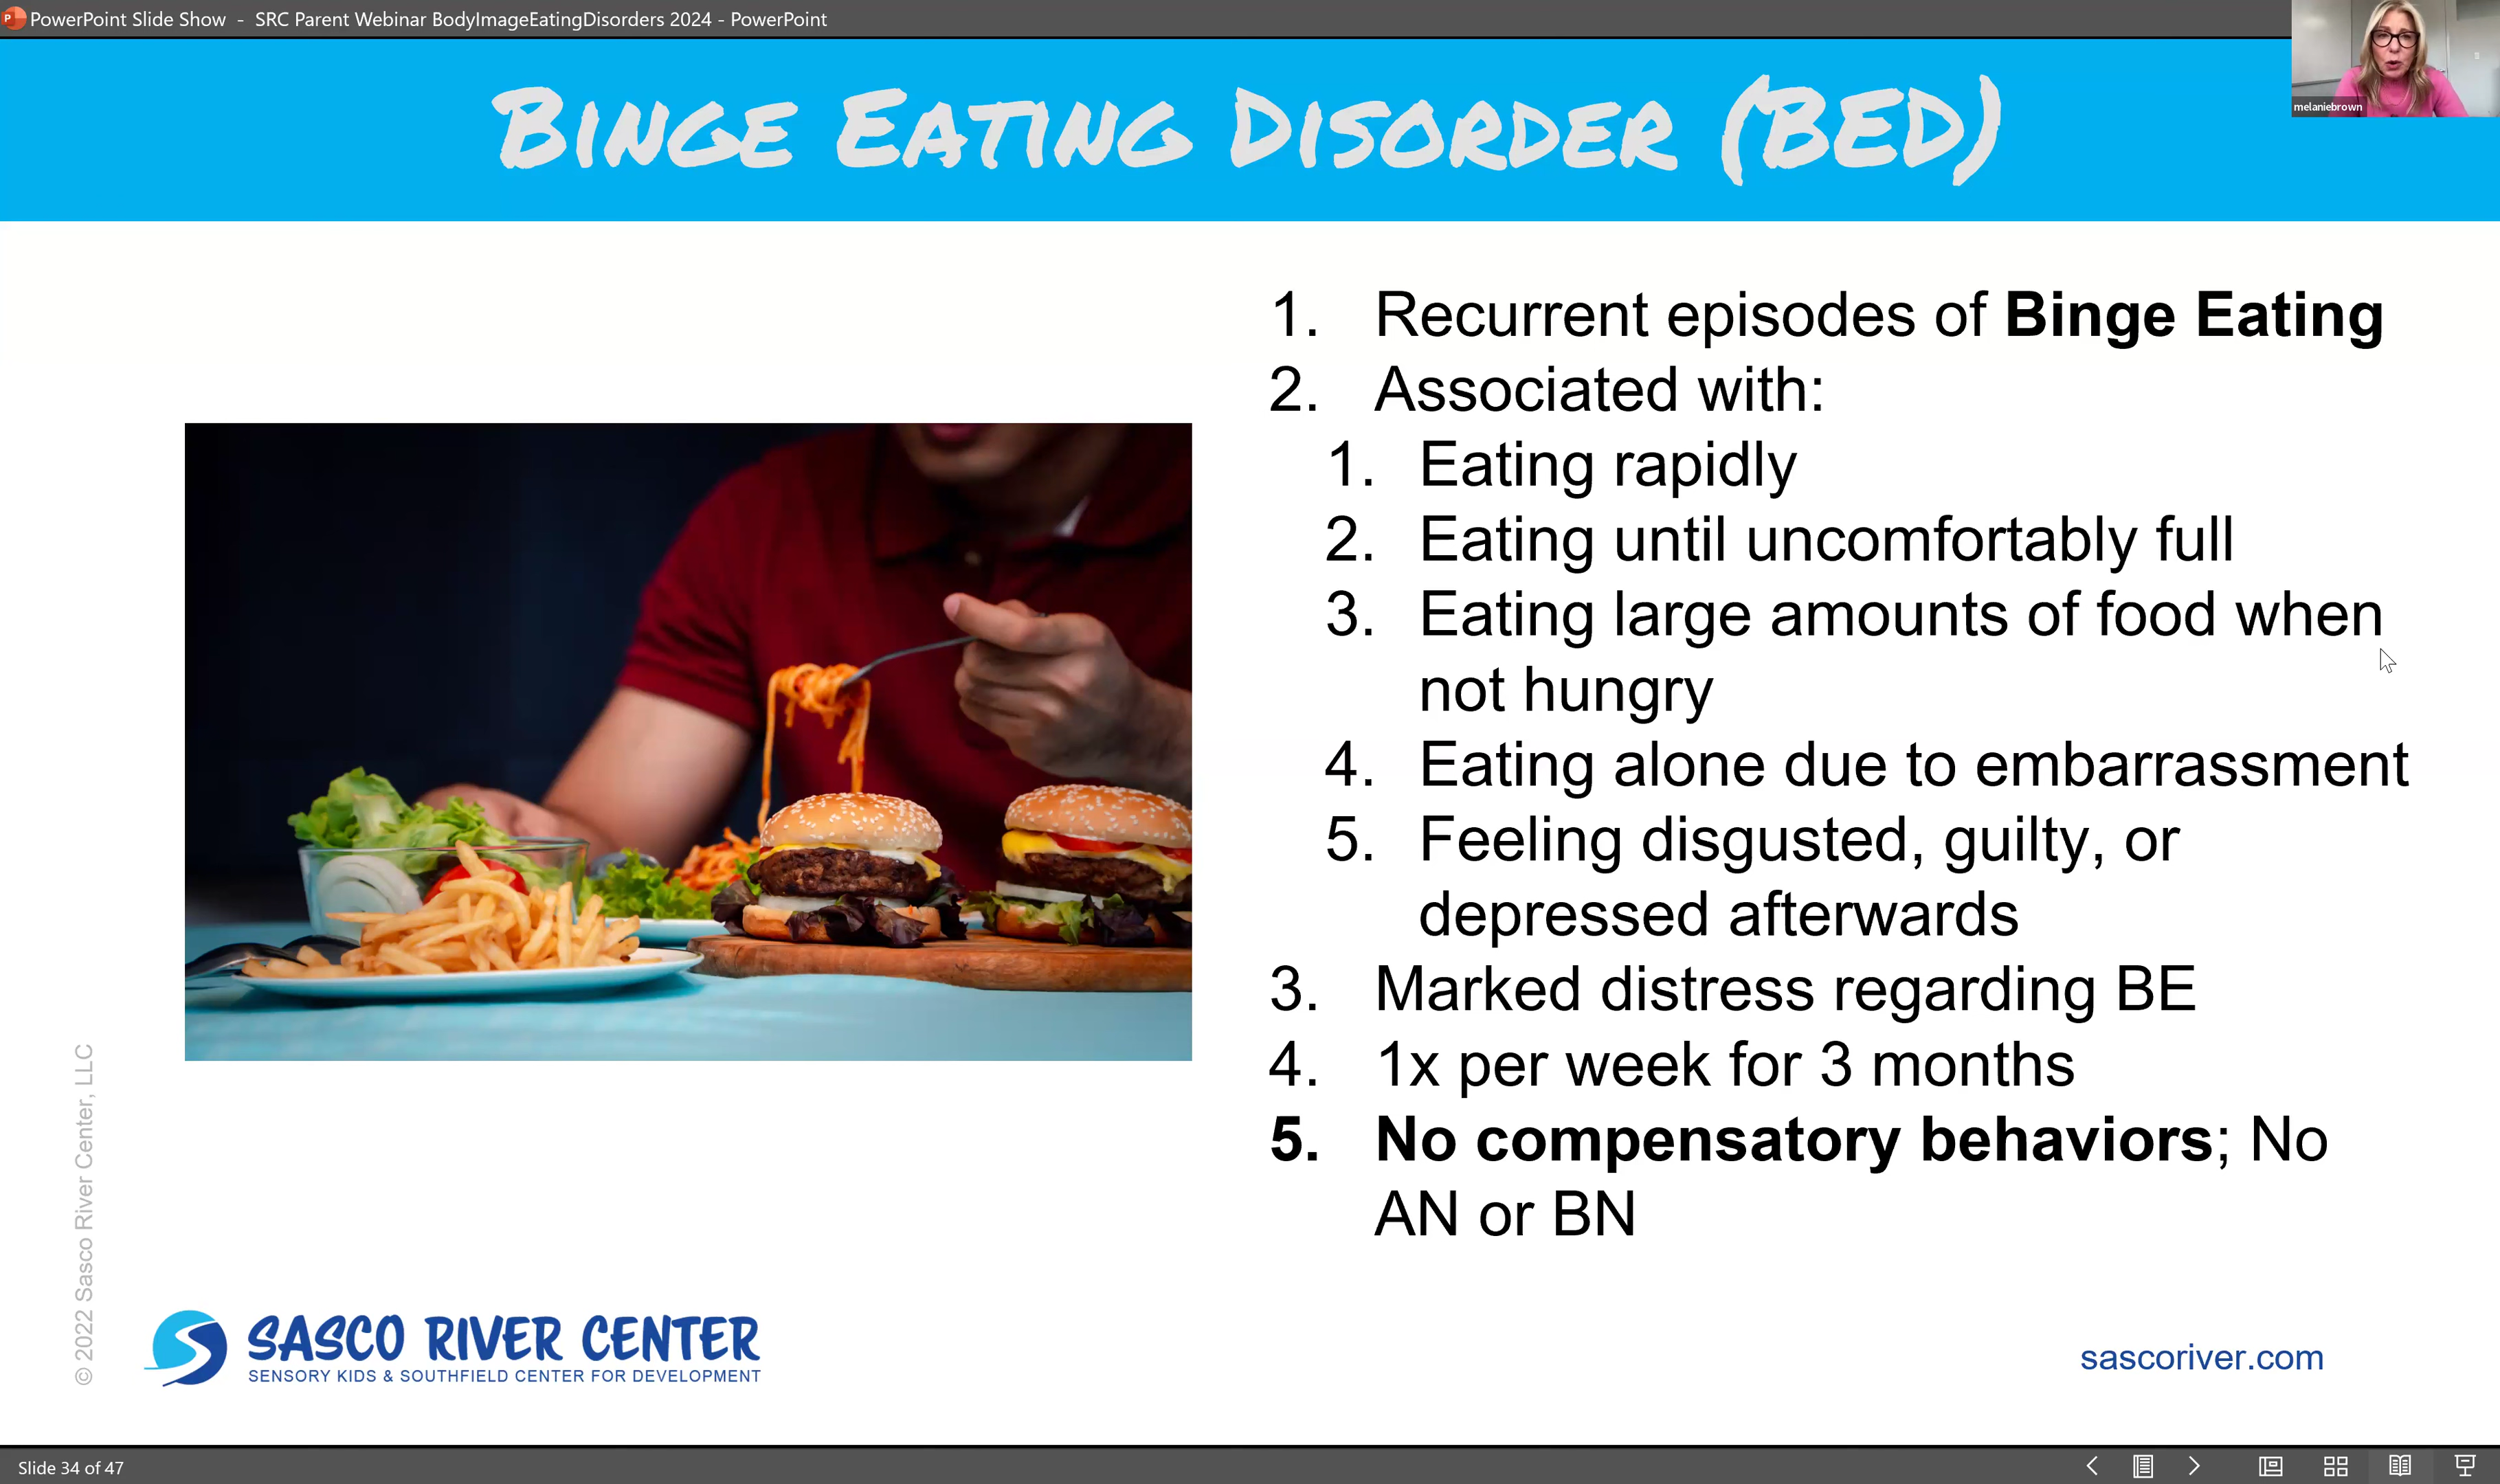 PowerPoint Slide Show - SRC Parent Webinar BodyImageEatingDisorders 2024 - PowerPoint
melaniebrown
BINGE EATING DISORDER (BED)
1. Recurrent episodes of Binge Eating
2. Associated with:
1. Eating rapidly
2. Eating until uncomfortably full
3. Eating large amounts of food when
not hungry
4. Eating alone due to embarrassment
5. Feeling disgusted, guilty, or
depressed afterwards
3. Marked distress regarding BE
4. 1x per week for 3 months
5. No compensatory behaviors; No
AN or BN
© 2022 Sasco River Center, LLC
SASCO RIVER CENTER
SENSORY KIDS & SOUTHFIELD CENTER FOR DEVELOPMENT
sascoriver.com
Slide 34 of 47